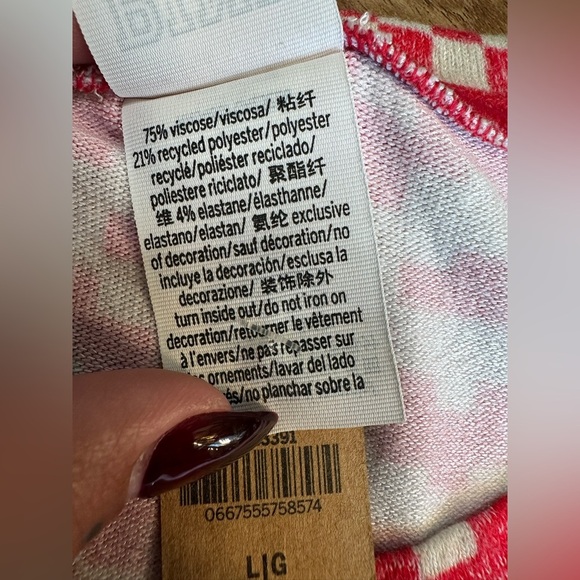 75% viscose/viscosa/ 粘纤
21% recycled polyester/polyester
recyclé/poliéster reciclado/
poliestere riciclato/ 聚酯纤
维 4% elastane/élasthanne/
elastano/elastan/ 氨纶 exclusive
of decoration/sauf décoration/no
incluye la decoración/esclusa la
decorazione/ 装饰除外
turn inside out/do not iron on
decoration/retourner le vêtement
à l'envers/ne pas repasser sur
ornements/lavar del lado
no planchar sobre la
3391
0667555758574
L|G